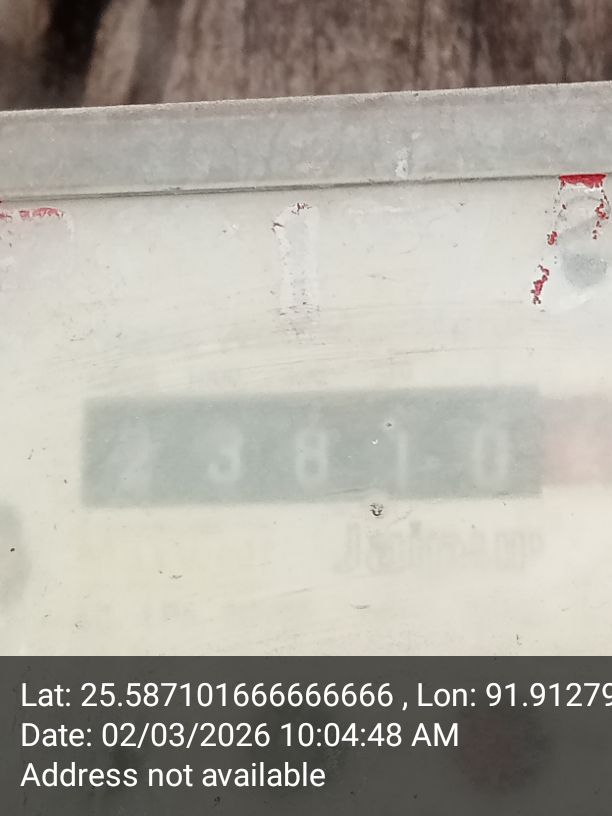 3 8 1 0
Lat: 25.587101666666666 , Lon: 91.91279
Date: 02/03/2026 10:04:48 AM
Address not available